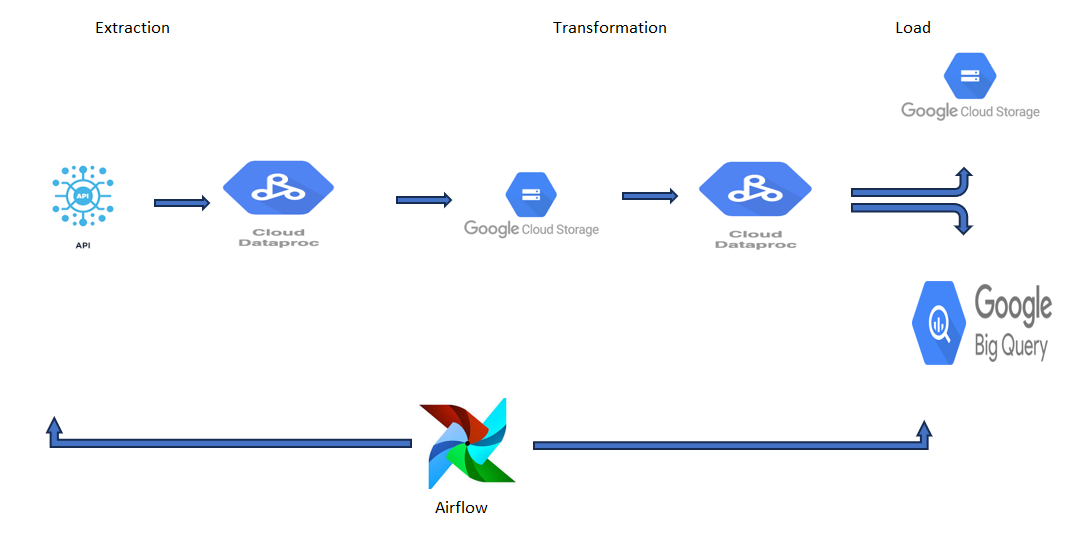 Extraction
Transformation
Load
Google Cloud Storage
API
API
Cloud
Dataproc
Google Cloud Storage
Cloud
Dataproc
Google
Big Query
Airflow